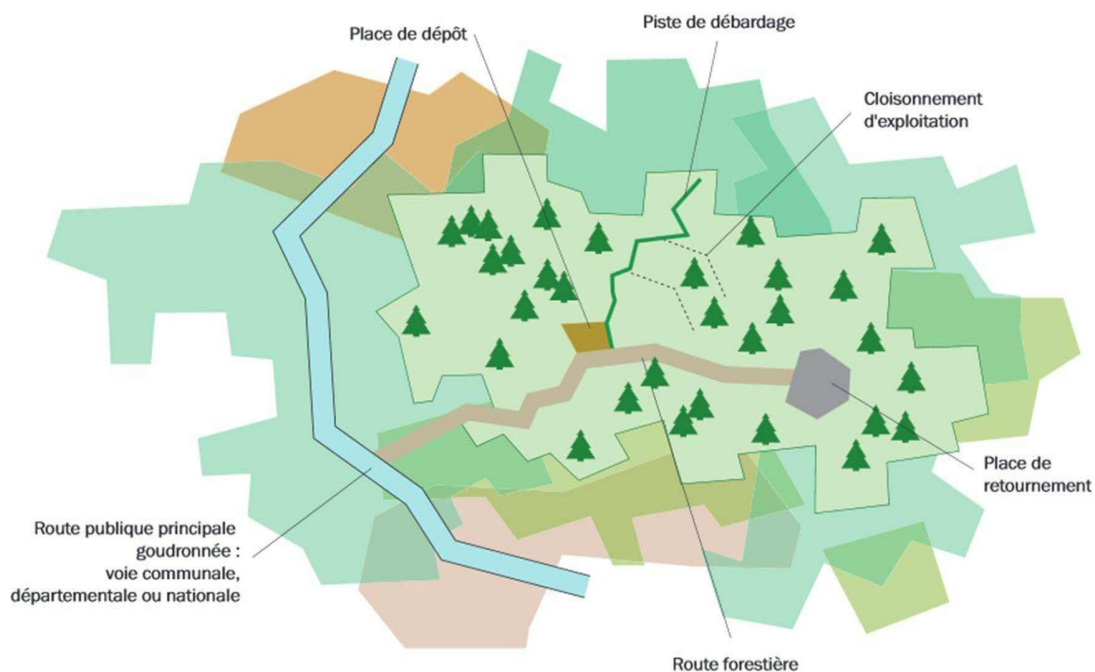 Place de dépôt
Piste de débardage
Cloisonnement
d'exploitation
Place de
retournement
Route publique principale
goudronnée :
voie communale,
départementale ou nationale
Route forestière